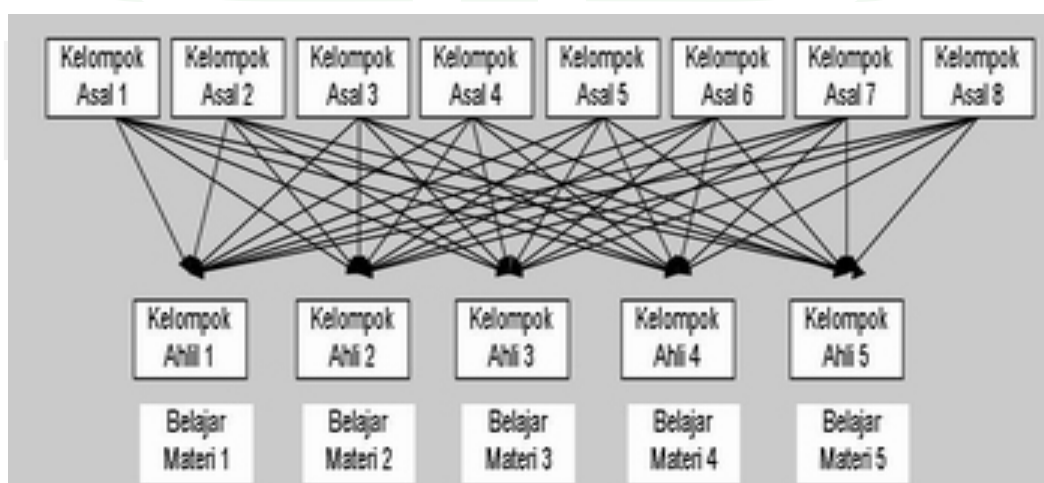 Kelompok
Asal 1
Kelompok
Asal 2
Kelompok
Asal 3
Kelompok
Asal 4
Kelompok
Asal 5
Kelompok
Asal 6
Kelompok
Asal 7
Kelompok
Asal 8
Kelompok
Ahlil 1
Kelompok
Ahli 2
Kelompok
Ahli 3
Kelompok
Ahli 4
Kelompok
Ahli 5
Belajar
Materi 1
Belajar
Materi 2
Belajar
Materi 3
Belajar
Materi 4
Belajar
Materi 5